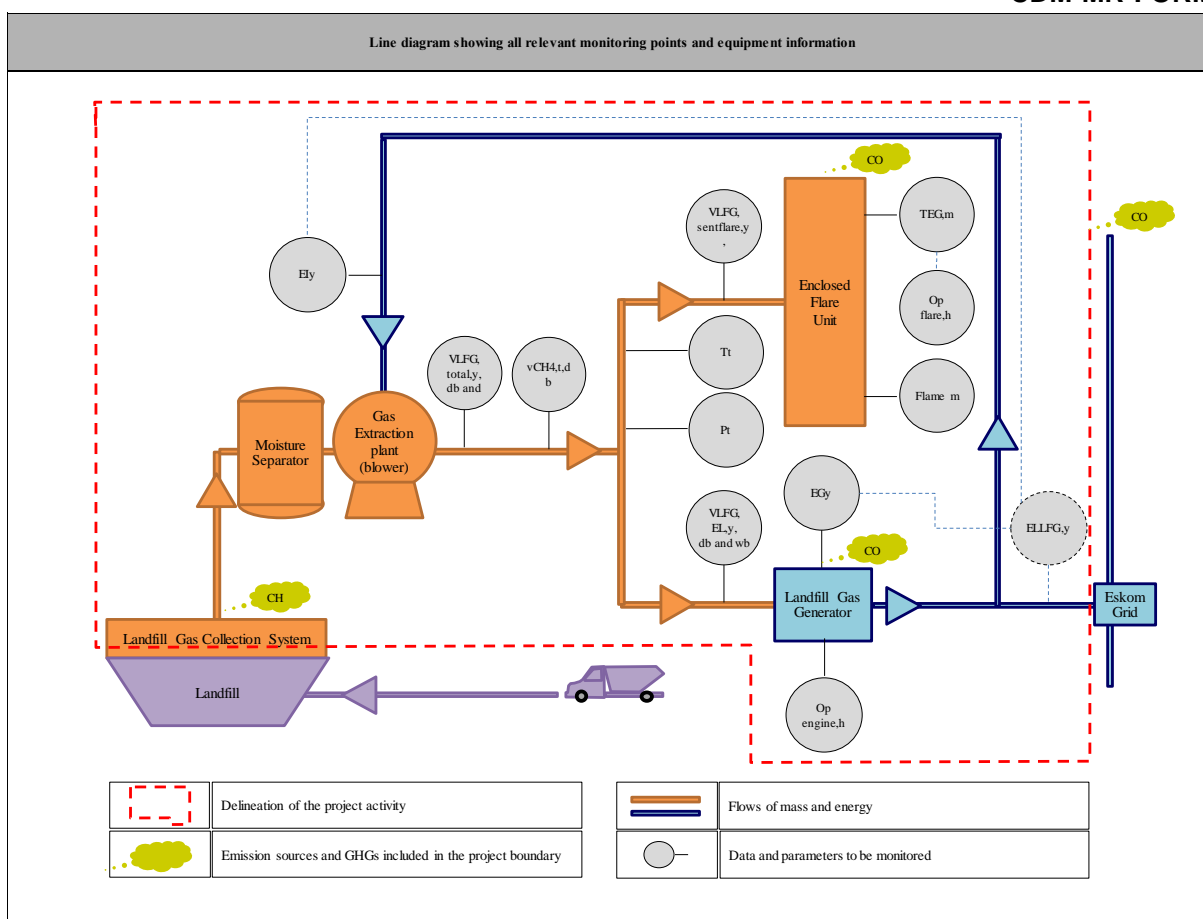 Line diagram showing all relevant monitoring points and equipment information
CO
CO
VLFG,
sentflare,y
,
TEG,m
EIy
Enclosed
Flare
Unit
Op
flare,h
Tt
VLFG,
total,y,
db and
vCH4,t,d
b
Flame m
Gas
Extraction
plant
(blower)
Pt
Moisture
Separator
EGy
VLFG,
EL,y,
db and wb
ELLFG,y
CO
CH
Landfill Gas
Generator
Eskom
Grid
Landfill Gas Collection System
Landfill
Op
engine,h
Delineation of the project activity
Flows of mass and energy
Emission sources and GHGs included in the project boundary
Data and parameters to be monitored